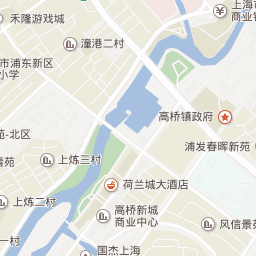 上海市
商业银
禾隆游戏城
潼港二村
市浦东新区
小学
高桥镇政府
苑-北区
浦发春晖新苑
上炼三村
清苑
荷兰城大酒店
上炼二村
高桥新城
商业中心
风信景苑
一村
国杰上海